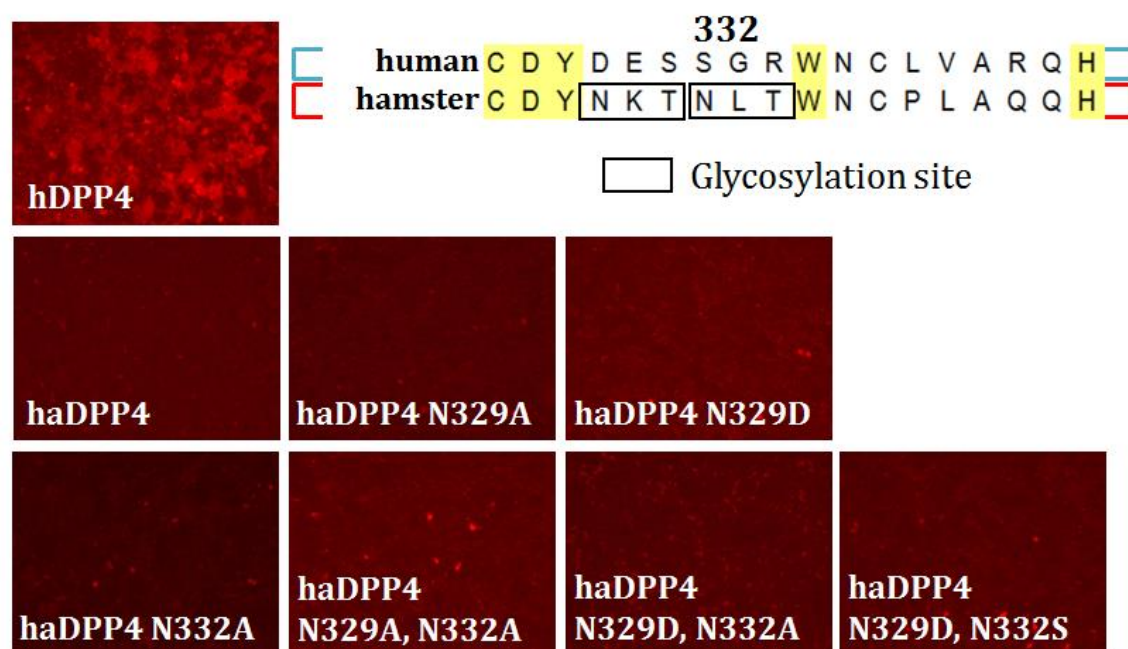 332
human C D Y D E S S G R W N C L V A R Q H
hamster C D Y N K T N L T W N C P L A Q Q H
Glycosylation site
hDPP4
haDPP4
haDPP4 N329A
haDPP4 N329D
haDPP4 N332A
haDPP4
N329A, N332A
haDPP4
N329D, N332A
haDPP4
N329D, N332S